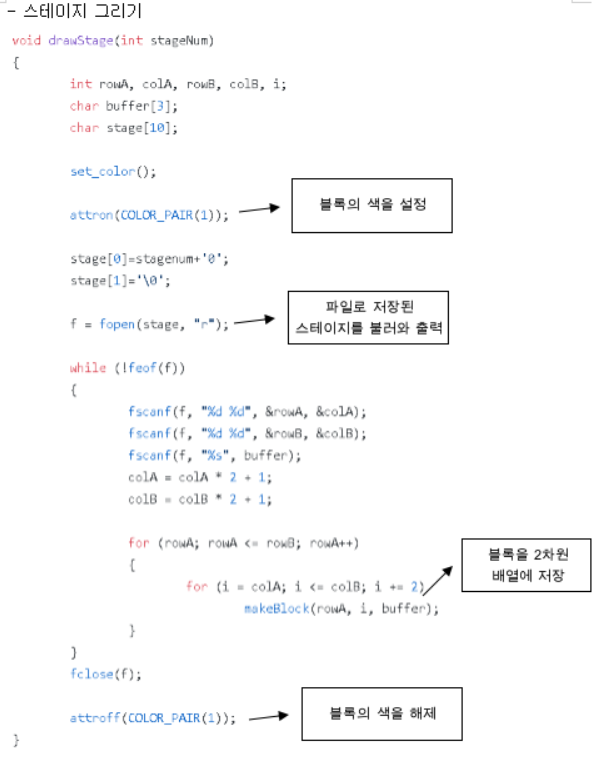 - 스테이지 그리기
void drawStage(int stageNum)
{
int rowA, colA, rowB, colB, i;
char buffer[3];
char stage[10];
set_color();
attron(COLOR_PAIR(1));
블록의 색을 설정
stage[0]=stagenum+'0';
stage[1]='\0';
f = fopen(stage, "r");
파일로 저장된
스테이지를 불러와 출력
while (!feof(f))
{
fscanf(f, "%d %d", &rowA, &colA);
fscanf(f, "%d %d", &rowB, &colB);
fscanf(f, "%s", buffer);
colA = colA * 2 + 1;
colB = colB * 2 + 1;
for (rowA; rowA <= rowB; rowA++)
{
for (i = colA; i <= colB; i += 2)
makeBlock(rowA, i, buffer);
블록을 2차원
배열에 저장
}
}
fclose(f);
attroff(COLOR_PAIR(1));
블록의 색을 해제
}